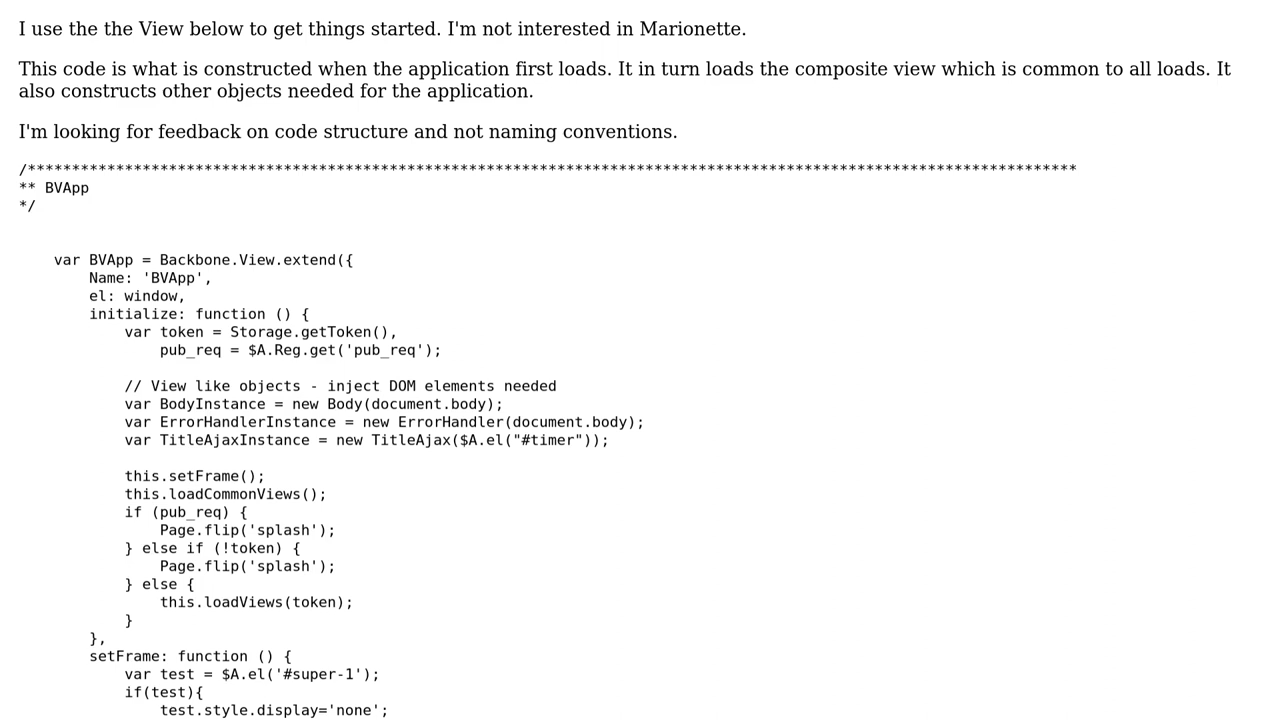 I use the the View below to get things started. I'm not interested in Marionette.
This code is what is constructed when the application first loads. It in turn loads the composite view which is common to all loads. It
also constructs other objects needed for the application.
I'm looking for feedback on code structure and not naming conventions.
/***********************************************************************************************************************
** BVApp
*/
    var BVApp = Backbone.View.extend({
        Name: 'BVApp',
        el: window,
        initialize: function () {
            var token = Storage.getToken(),
                pub_req = $A.Reg.get('pub_req');
            // View like objects - inject DOM elements needed
            var BodyInstance = new Body(document.body);
            var ErrorHandlerInstance = new ErrorHandler(document.body);
            var TitleAjaxInstance = new TitleAjax($A.el("#timer"));
            this.setFrame();
            this.loadCommonViews();
            if (pub_req) {
                Page.flip('splash');
            } else if (!token) {
                Page.flip('splash');
            } else {
                this.loadViews(token);
            }
        },
        setFrame: function () {
            var test = $A.el('#super-1');
            if(test){
                test.style.display='none';